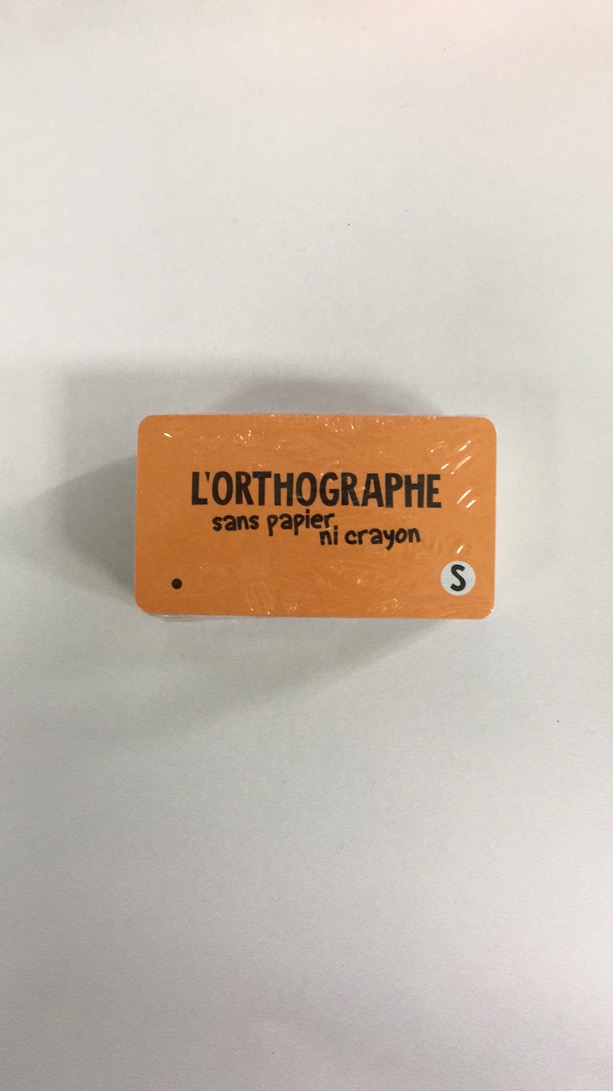 L'ORTHOGRAPHE
sans papier
ni crayon
S